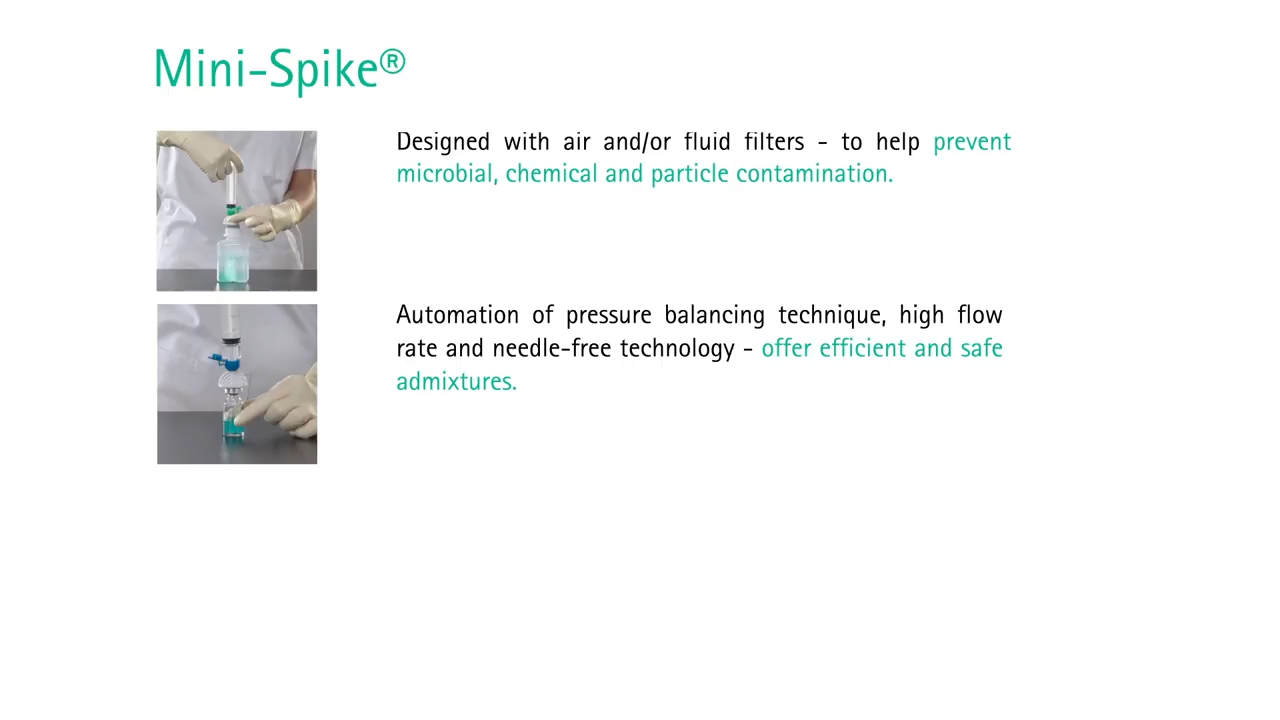 Mini-Spike®
Designed with air and/or fluid filters - to help prevent
microbial, chemical and particle contamination.
Automation of pressure balancing technique, high flow
rate and needle-free technology - offer efficient and safe
admixtures.